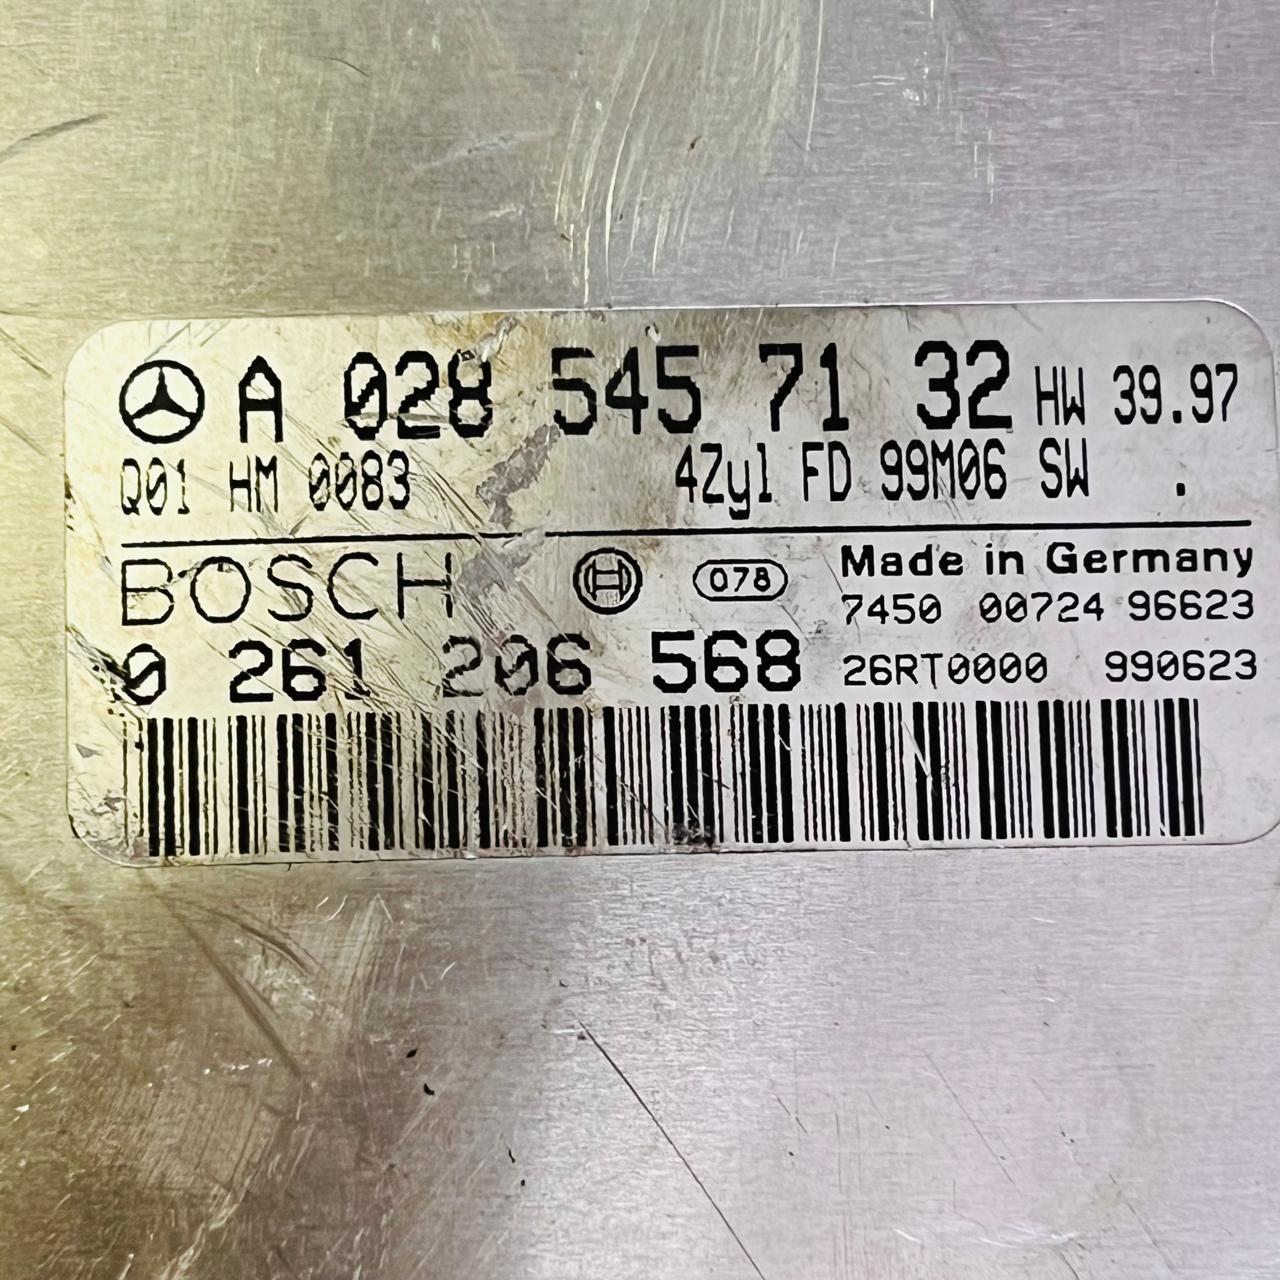 A 028 545 71 32 HW 39.97
Q01 HM 0083 4Zyl FD 99M06 SW .
BOSCH 078 Made in Germany
7450 00724 96623
0 261 206 568 26RT0000 990623